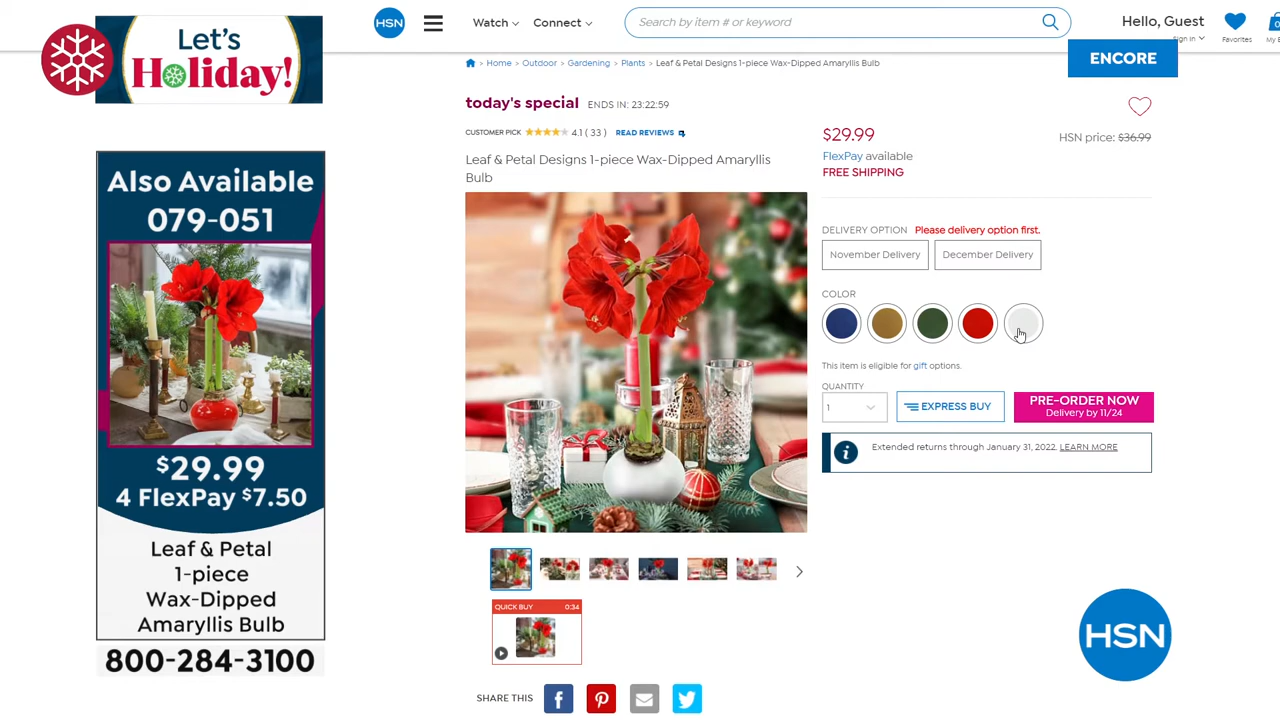 Let's
Holiday!
Also Available
079-051
$29.99
4 FlexPay $7.50
Leaf & Petal
1-piece
Wax-Dipped
Amaryllis Bulb
800-284-3100
HSN
Watch
Connect
Search by item # or keyword
Hello, Guest
Sign In
Favorites
0
ENCORE
Home > Outdoor > Gardening > Plants > Leaf & Petal Designs 1-piece Wax-Dipped Amaryllis Bulb
today's special ENDS IN: 23:22:59
CUSTOMER PICK 4.1 ( 33 ) READ REVIEWS
Leaf & Petal Designs 1-piece Wax-Dipped Amaryllis
Bulb
$29.99
HSN price: $36.99
FlexPay available
FREE SHIPPING
DELIVERY OPTION Please delivery option first.
November Delivery
December Delivery
COLOR
This item is eligible for gift options.
QUANTITY
1
EXPRESS BUY
PRE-ORDER NOW
Delivery by 11/24
Extended returns through January 31, 2022. LEARN MORE
QUICK BUY 0:34
SHARE THIS
HSN